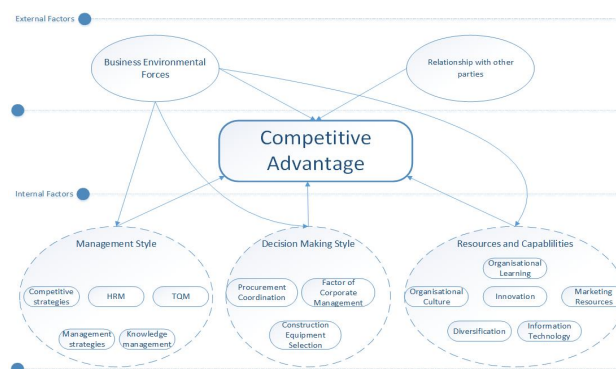 External Factors
Business Environmental
Forces
Relationship with other
parties
Competitive
Advantage
Internal Factors
Management Style
Competitive
strategies
HRM
TQM
Management
strategies
Knowledge
management
Decision Making Style
Procurement
Coordination
Factor of
Corporate
Management
Construction
Equipment
Selection
Resources and Capablilities
Organisational
Learning
Organisational
Culture
Innovation
Marketing
Resources
Diversification
Information
Technology